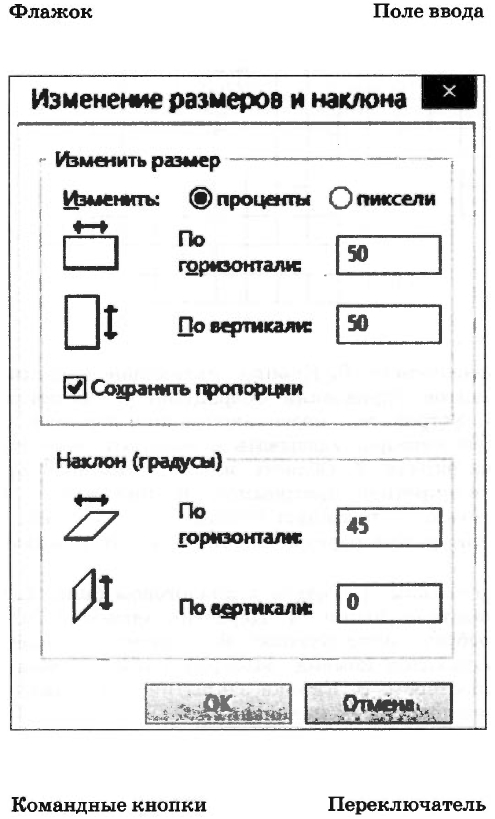 Флажок Поле ввода
Изменение размеров и наклона ×
Изменить размер
Изменить: проценты пиксели
По
горизонтали: 50
По вертикали: 50
Сохранить пропорции
Наклон (градусы)
По
горизонтали: 45
По вертикали: 0
ОК Отмена
Командные кнопки Переключатель